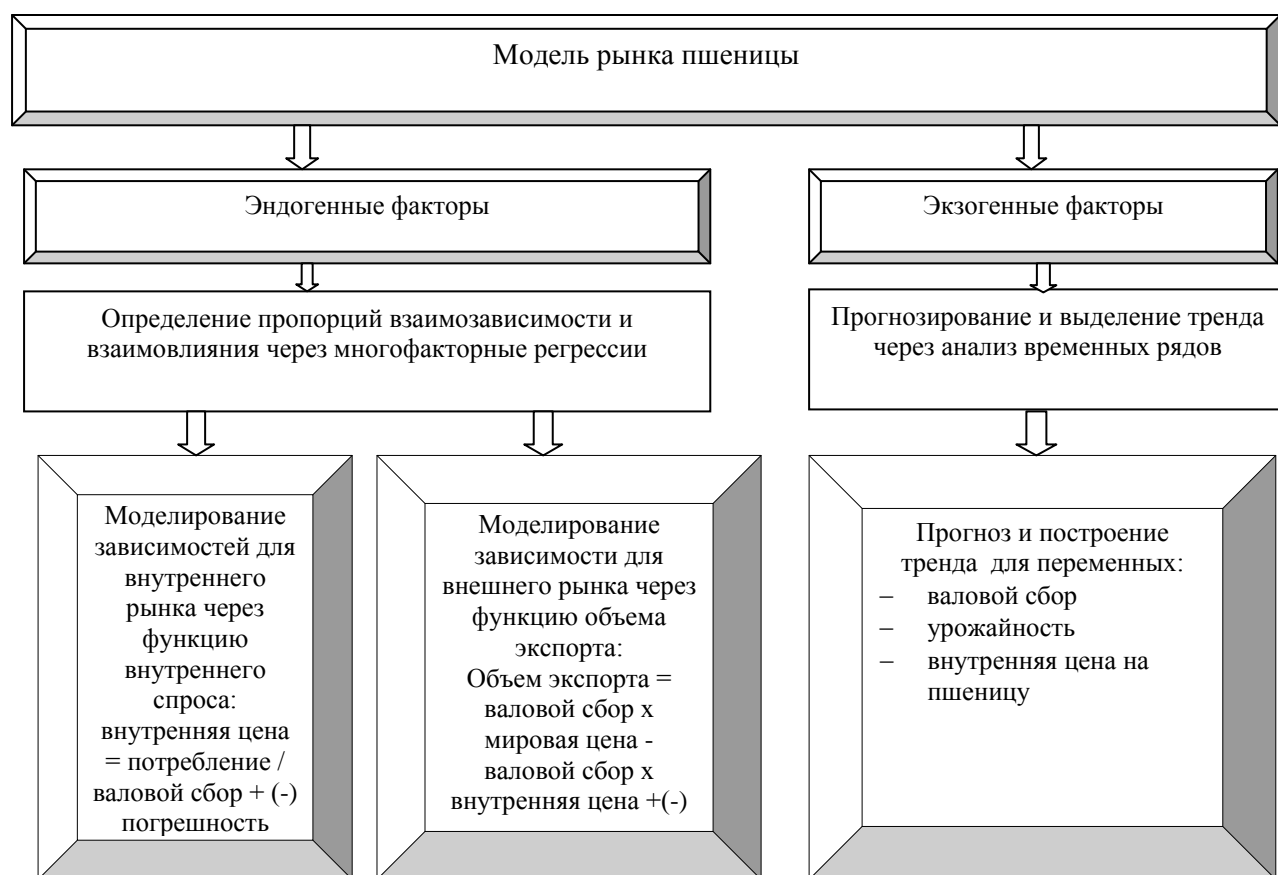 Модель рынка пшеницы
Эндогенные факторы
Экзогенные факторы
Определение пропорций взаимозависимости и
взаимовлияния через многофакторные регрессии
Прогнозирование и выделение тренда
через анализ временных рядов
Моделирование
зависимостей для
внутреннего
рынка через
функцию
внутреннего
спроса:
внутренняя цена
= потребление /
валовой сбор + (-)
погрешность
Моделирование
зависимости для
внешнего рынка через
функцию объема
экспорта:
Объем экспорта =
валовой сбор х
мировая цена -
валовой сбор х
внутренняя цена +(-)
Прогноз и построение
тренда для переменных:
– валовой сбор
– урожайность
– внутренняя цена на
пшеницу